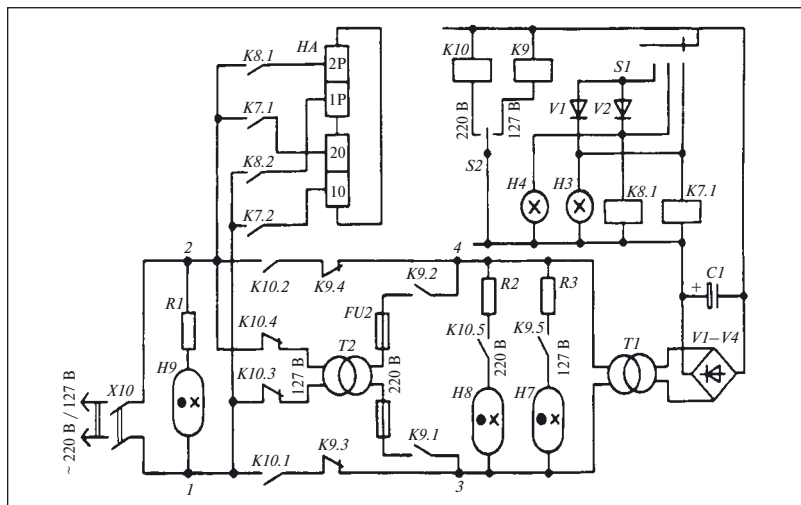 K8.1
HA
2P
1P
K7.1
20
K8.2
10
K7.2
K10
K9
220 В
127 В
S2
S1
V1
V2
H4
H3
K8.1
K7.1
2
4
K10.2
K9.4
K9.2
R1
FU2
R2
R3
+
C1
K10.4
T2
K10.5
220 В
K9.5
127 В
T1
V1–V4
H9
127 В
220 В
K10.3
X10
~ 220 В / 127 В
H8
H7
K10.1
K9.3
K9.1
1
3